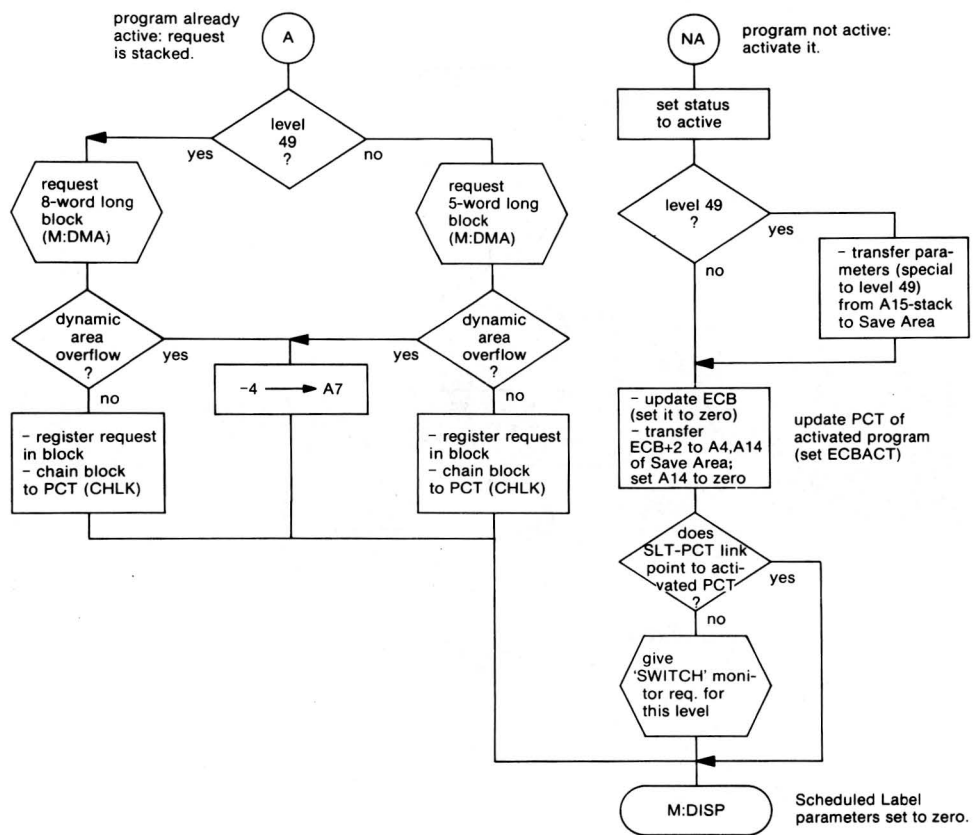 program already
active: request
is stacked.
A
level
49
?
yes
no
request
8-word long
block
(M:DMA)
request
5-word long
block
(M:DMA)
dynamic
area
overflow
?
yes
no
dynamic
area
overflow
?
yes
no
–4 → A7
– register request
in block
– chain block
to PCT (CHLK)
– register request
in block
– chain block
to PCT (CHLK)
NA
program not active:
activate it.
set status
to active
level 49
?
yes
no
– transfer para-
meters (special
to level 49)
from A15-stack
to Save Area
– update ECB
(set it to zero)
– transfer
ECB+2 to A4,A14
of Save Area;
set A14 to zero
update PCT of
activated program
(set ECBACT)
does
SLT-PCT link
point to acti-
vated PCT
?
yes
no
give
'SWITCH' moni-
tor req. for
this level
M:DISP
Scheduled Label
parameters set to zero.